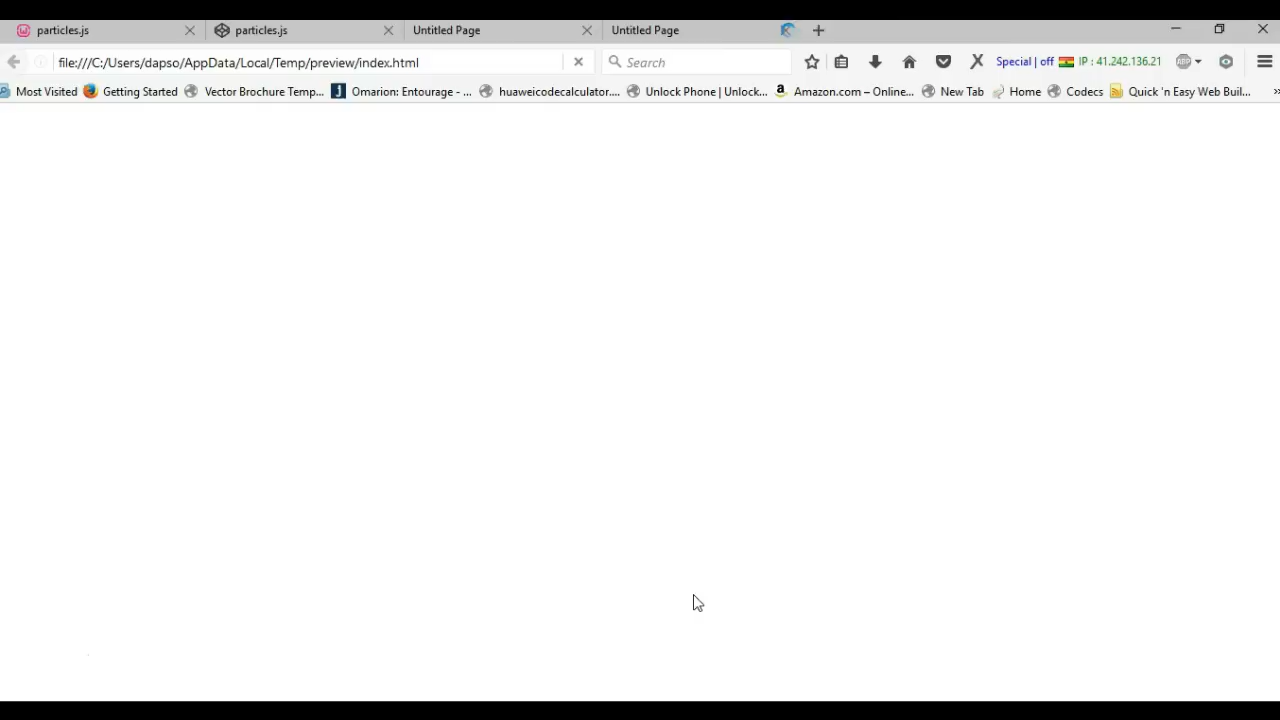 particles.js particles.js Untitled Page Untitled Page
file:///C:/Users/dapso/AppData/Local/Temp/preview/index.html Search Special | off IP : 41.242.136.21 ABP
Most Visited Getting Started Vector Brochure Temp... Omarion: Entourage - ... huaweicodecalculator.... Unlock Phone | Unlock... Amazon.com – Online... New Tab Home Codecs Quick 'n Easy Web Buil...